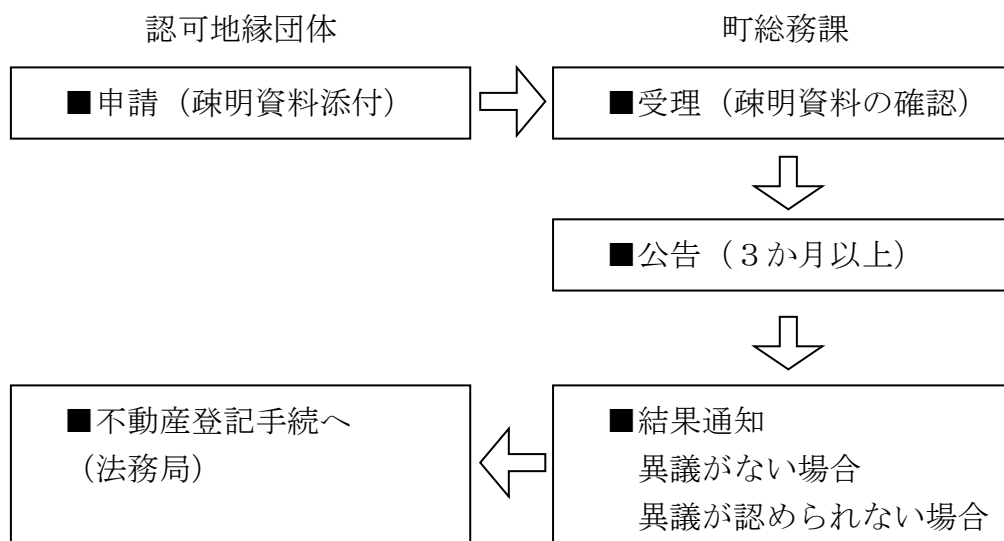 認可地縁団体
町総務課
■申請（疎明資料添付）
■受理（疎明資料の確認）
■公告（３か月以上）
■結果通知
異議がない場合
異議が認められない場合
■不動産登記手続へ
（法務局）